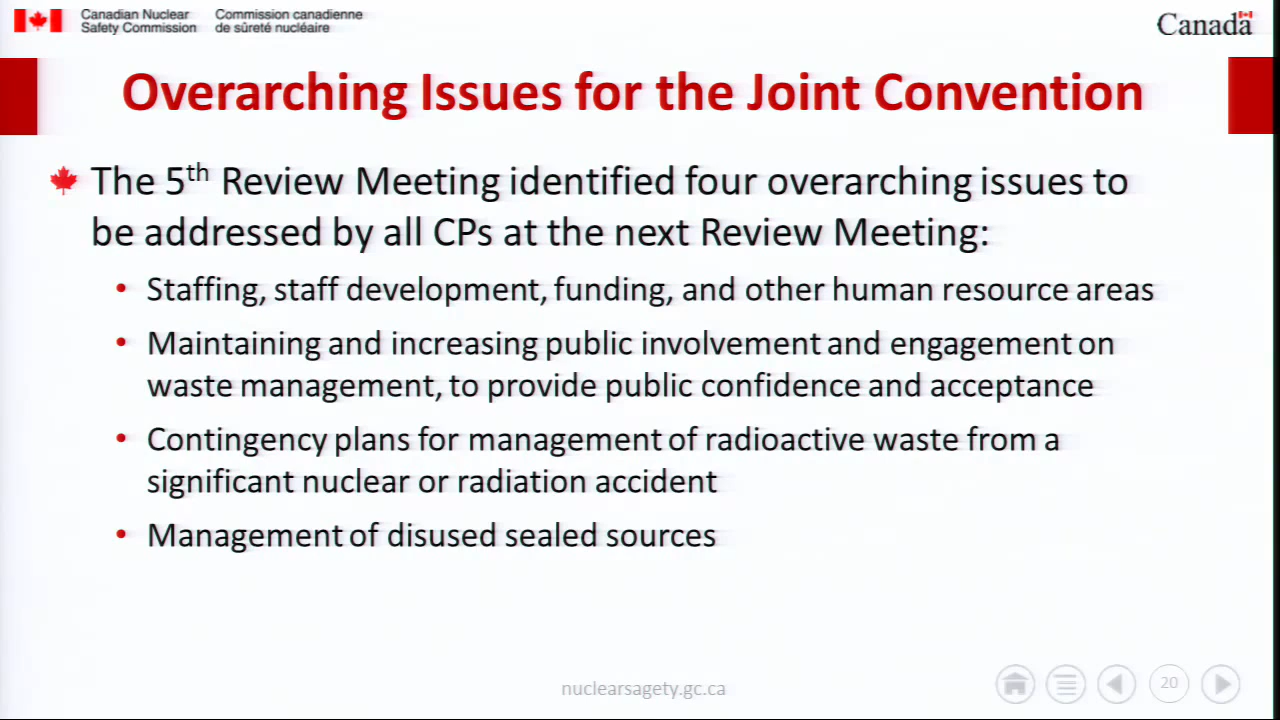 Canadian Nuclear Safety Commission
Commission canadienne de sûreté nucléaire
Canada
Overarching Issues for the Joint Convention
The 5th Review Meeting identified four overarching issues to
be addressed by all CPs at the next Review Meeting:
• Staffing, staff development, funding, and other human resource areas
• Maintaining and increasing public involvement and engagement on
waste management, to provide public confidence and acceptance
• Contingency plans for management of radioactive waste from a
significant nuclear or radiation accident
• Management of disused sealed sources
nuclearsagety.gc.ca
20